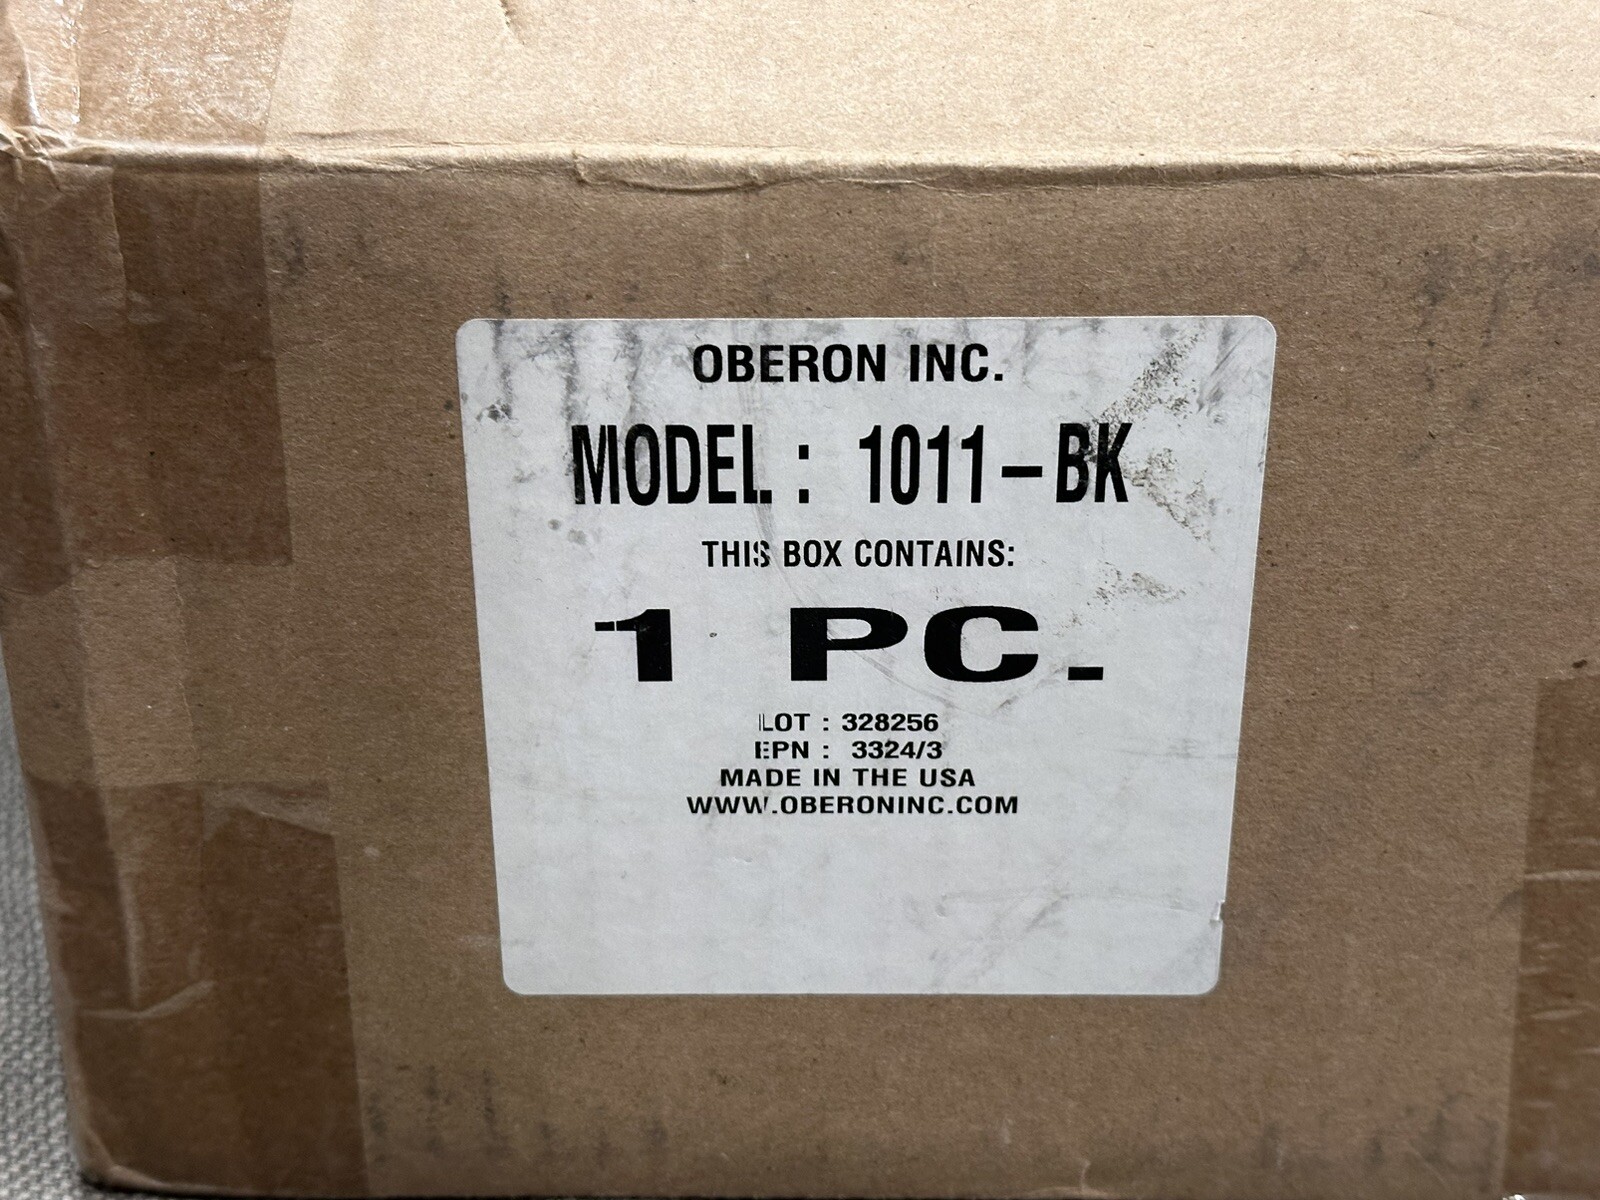 OBERON INC.
MODEL : 1011-BK
THIS BOX CONTAINS:
1 PC.
LOT : 328256
EPN : 3324/3
MADE IN THE USA
WWW.OBERONINC.COM